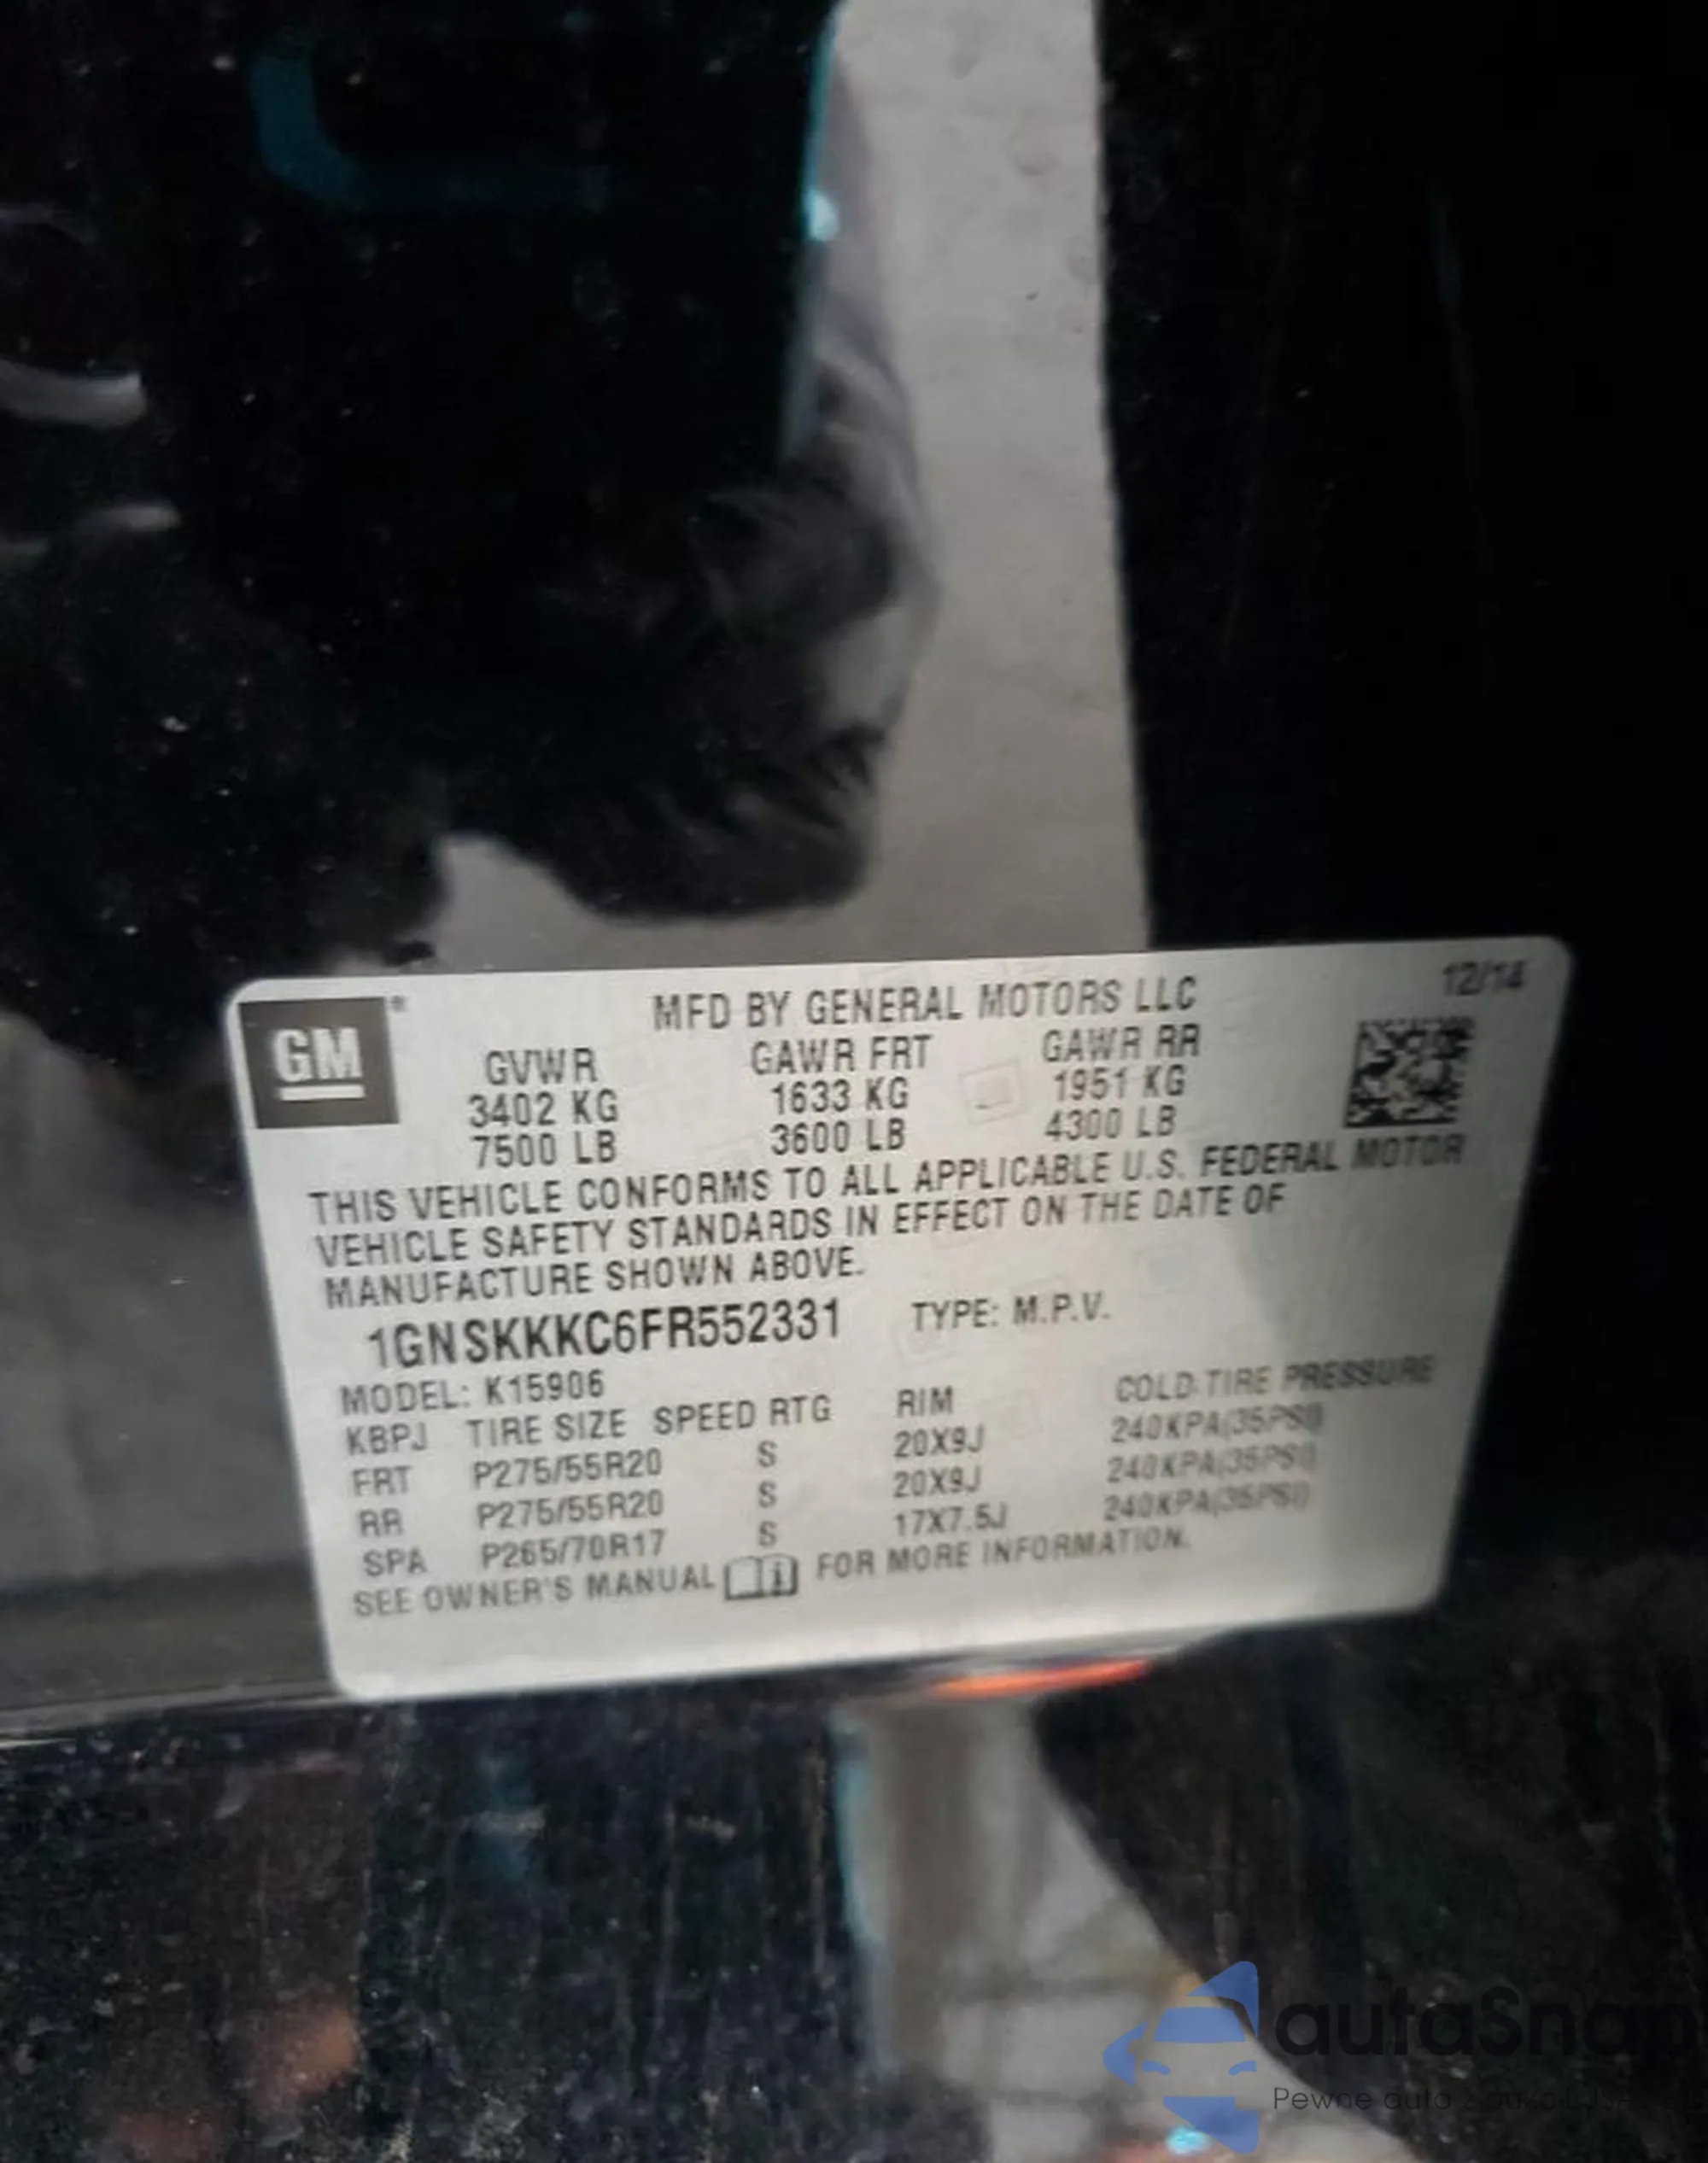 GM
MFD BY GENERAL MOTORS LLC
12/14
GVWR GAWR FRT GAWR RR
3402 KG 1633 KG 1951 KG
7500 LB 3600 LB 4300 LB
THIS VEHICLE CONFORMS TO ALL APPLICABLE U.S. FEDERAL MOTOR
VEHICLE SAFETY STANDARDS IN EFFECT ON THE DATE OF
MANUFACTURE SHOWN ABOVE.
1GNSKKKC6FR552331 TYPE: M.P.V.
MODEL: K15906
KBPJ TIRE SIZE SPEED RTG RIM COLD TIRE PRESSURE
FRT P275/55R20 S 20X9J 240KPA(35PSI)
RR P275/55R20 S 20X9J 240KPA(35PSI)
SPA P265/70R17 S 17X7.5J 240KPA(35PSI)
SEE OWNER'S MANUAL FOR MORE INFORMATION.
autaSnap
Pewne auto